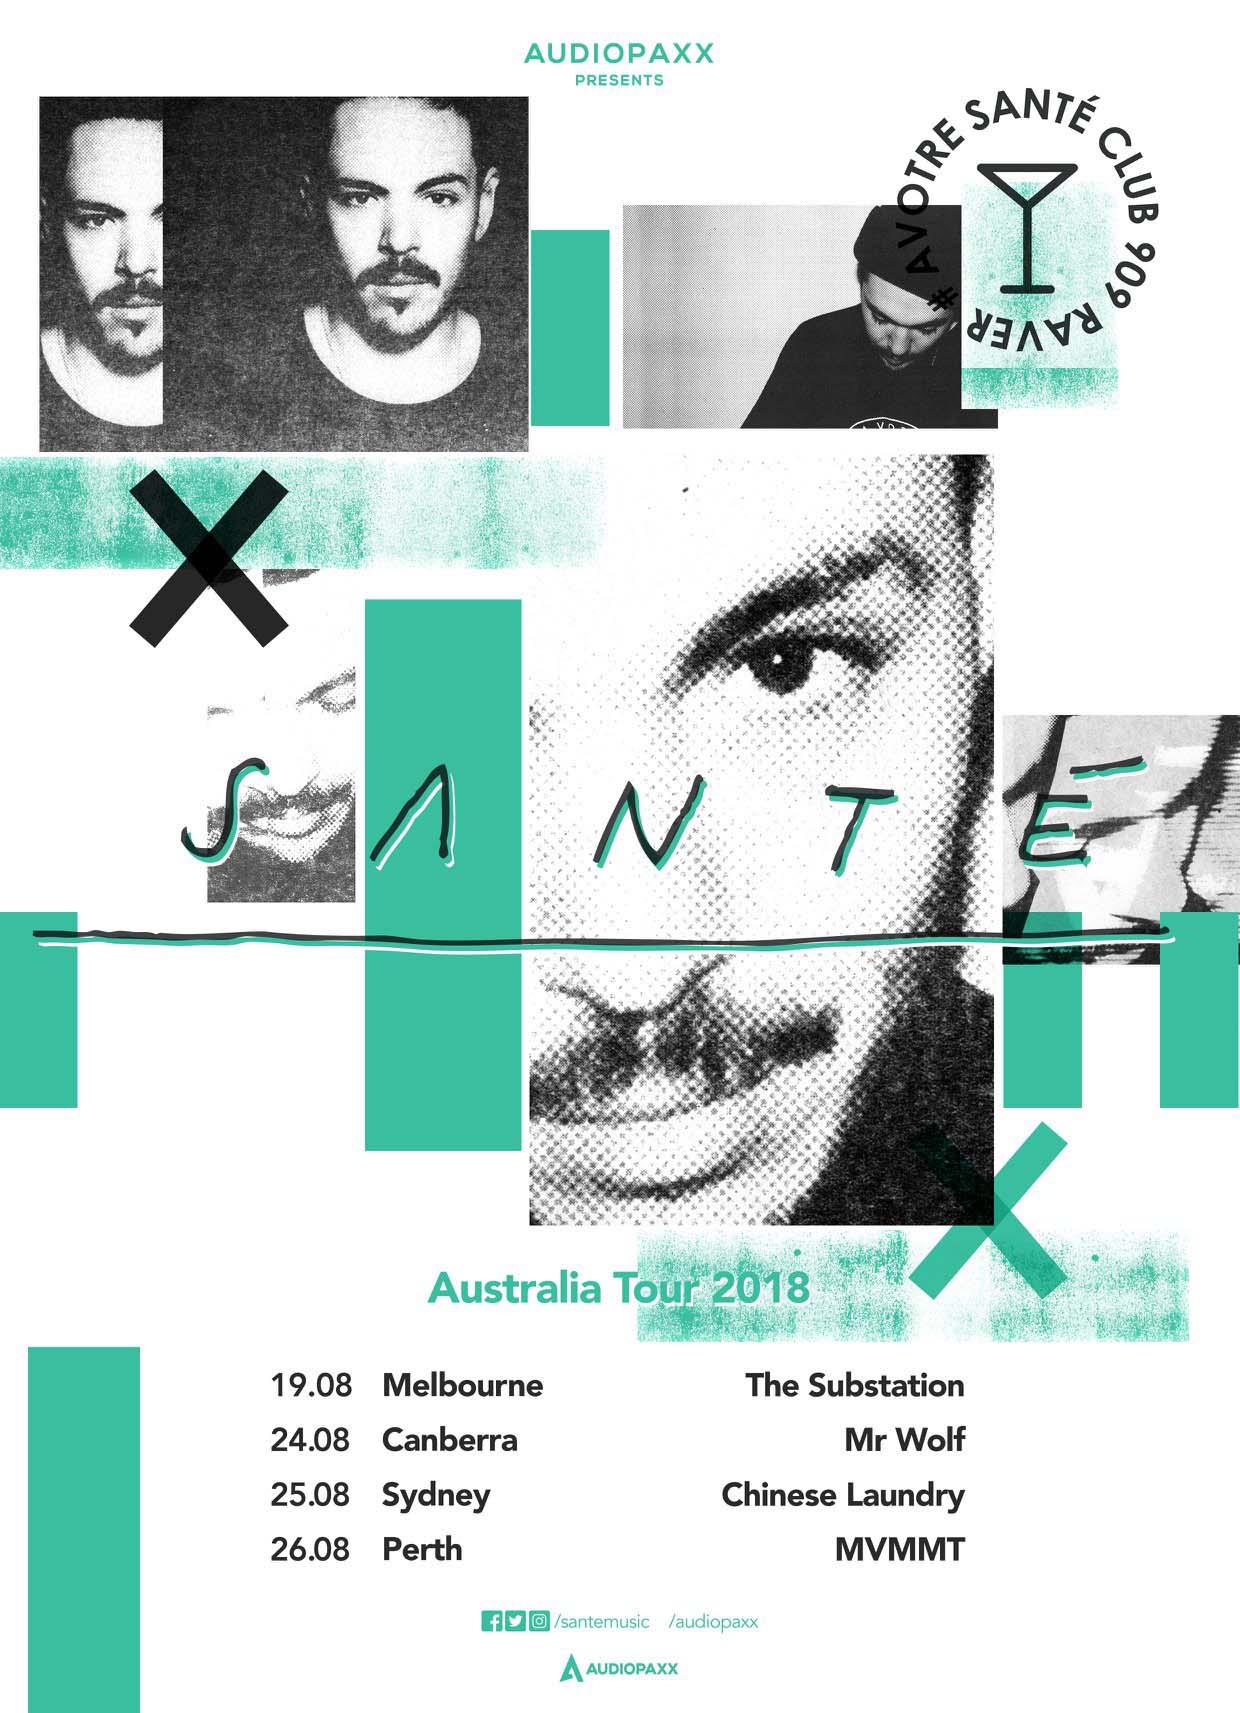 AUDIOPAXX
PRESENTS
# AVOTRE SANTÉ CLUB 909 RAVER
SANTÉ
Australia Tour 2018
19.08 Melbourne The Substation
24.08 Canberra Mr Wolf
25.08 Sydney Chinese Laundry
26.08 Perth MVMMT
/santemusic /audiopaxx
AUDIOPAXX